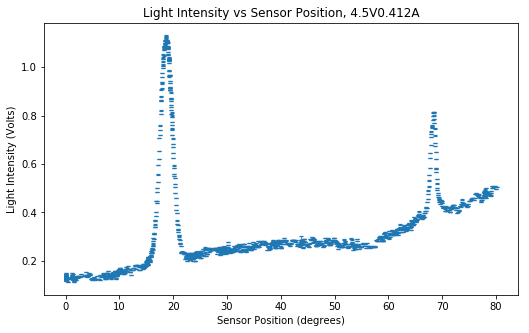 Light Intensity vs Sensor Position, 4.5V0.412A
Light Intensity (Volts)
1.0
0.8
0.6
0.4
0.2
0 10 20 30 40 50 60 70 80
Sensor Position (degrees)